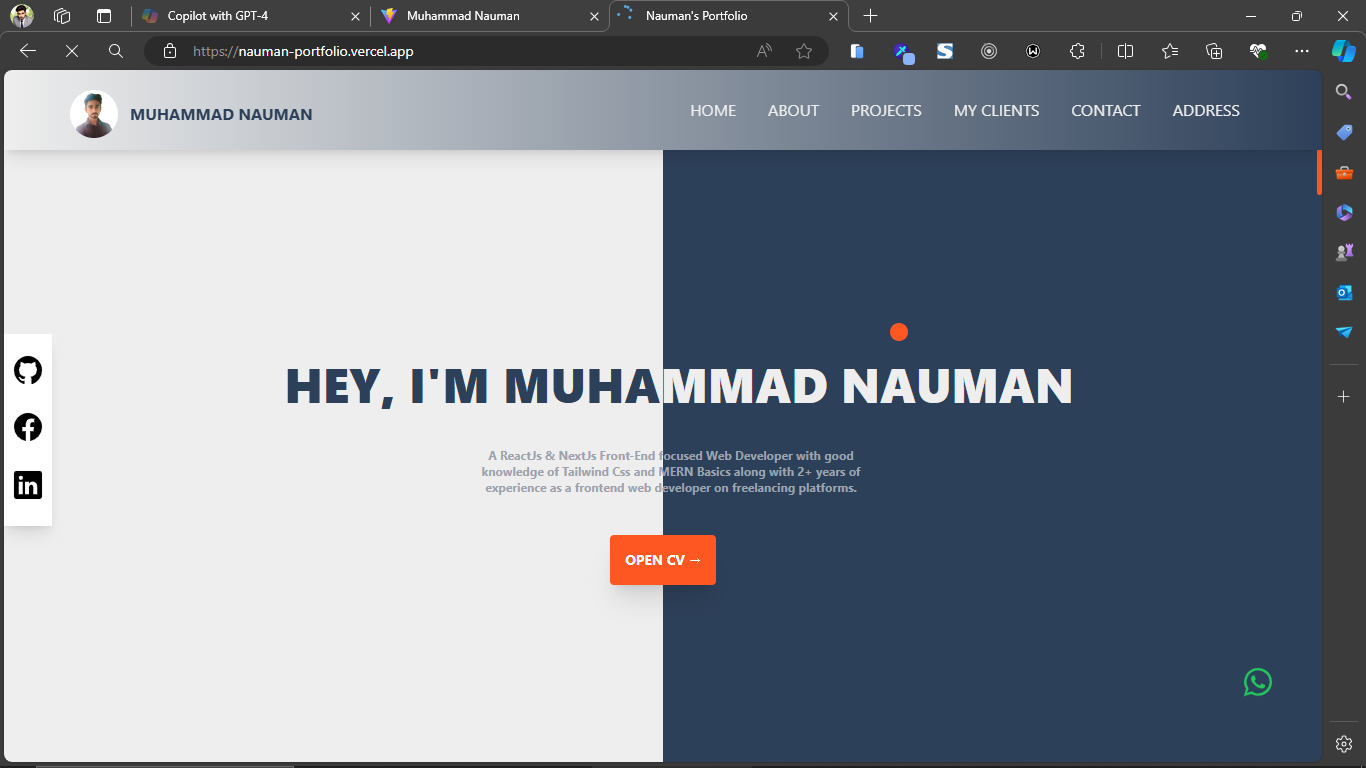 Copilot with GPT-4
Muhammad Nauman
Nauman's Portfolio
https://nauman-portfolio.vercel.app
MUHAMMAD NAUMAN
HOME ABOUT PROJECTS MY CLIENTS CONTACT ADDRESS
HEY, I'M MUHAMMAD NAUMAN
A ReactJs & NextJs Front-End focused Web Developer with good
knowledge of Tailwind Css and MERN Basics along with 2+ years of
experience as a frontend web developer on freelancing platforms.
OPEN CV →